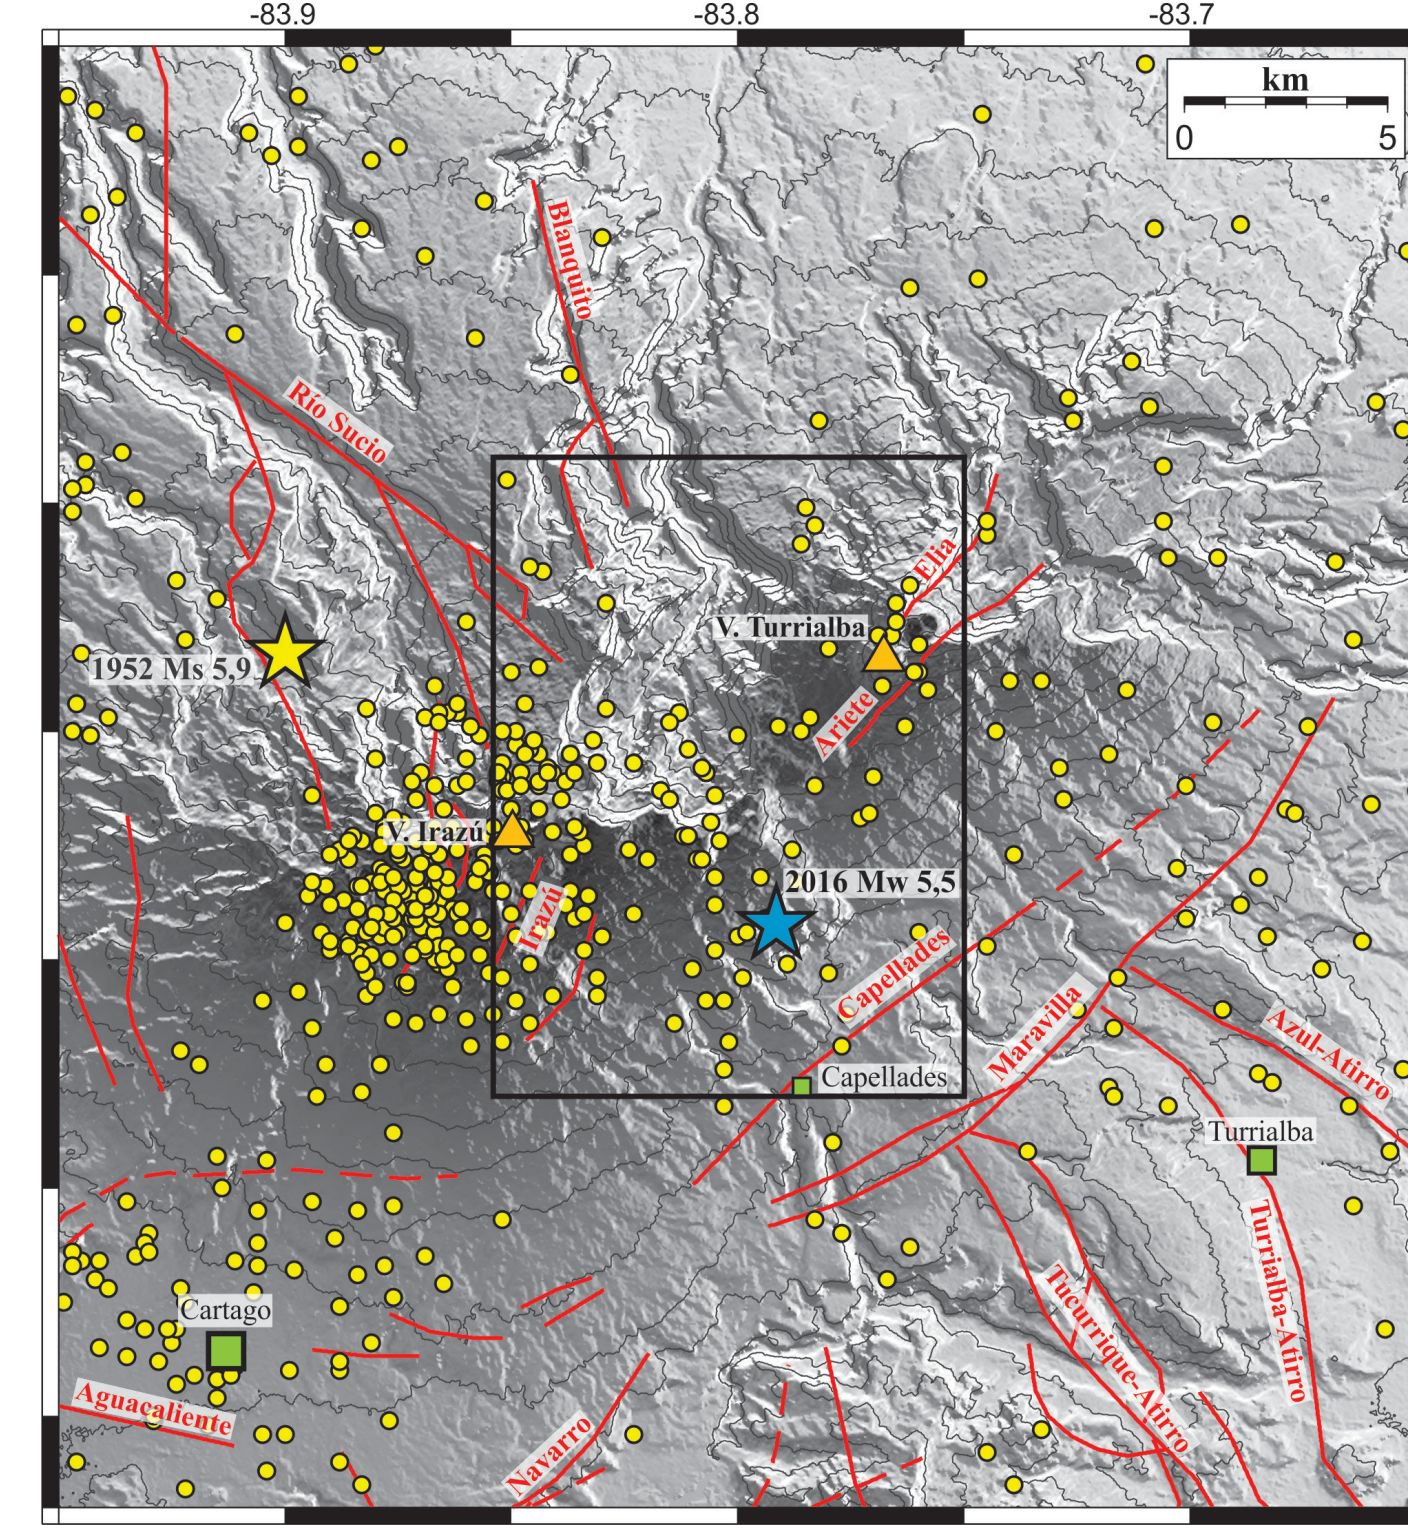 -83.9
-83.8
-83.7
km
0
5
Blanquito
Río Sucio
Elia
V. Turrialba
1952 Ms 5,9
Ariete
V. Irazú
2016 Mw 5,5
Irazú
Capellades
Maravilla
Azul-Atirro
Capellades
Turrialba
Turrialba-Atirro
Tucurrique-Atirro
Cartago
Aguacaliente
Navarro